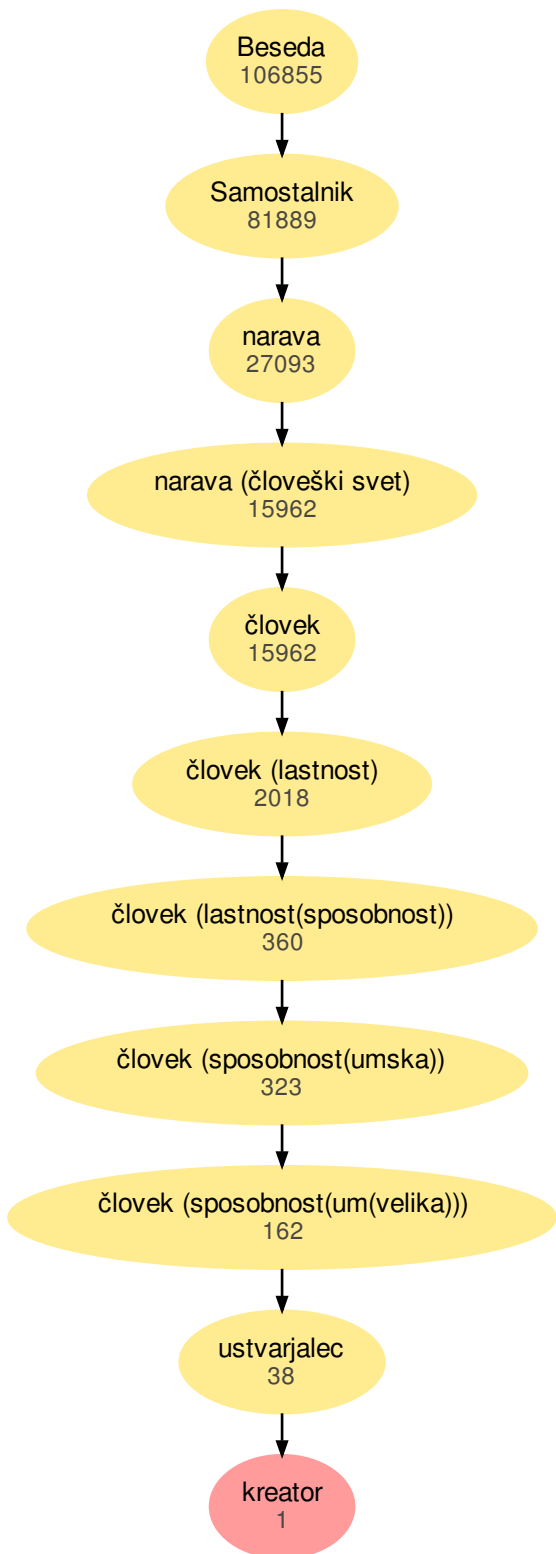 Beseda
106855
Samostalnik
81889
narava
27093
narava (človeški svet)
15962
človek
15962
človek (lastnost)
2018
človek (lastnost(sposobnost))
360
človek (sposobnost(umska))
323
človek (sposobnost(um(velika)))
162
ustvarjalec
38
kreator
1